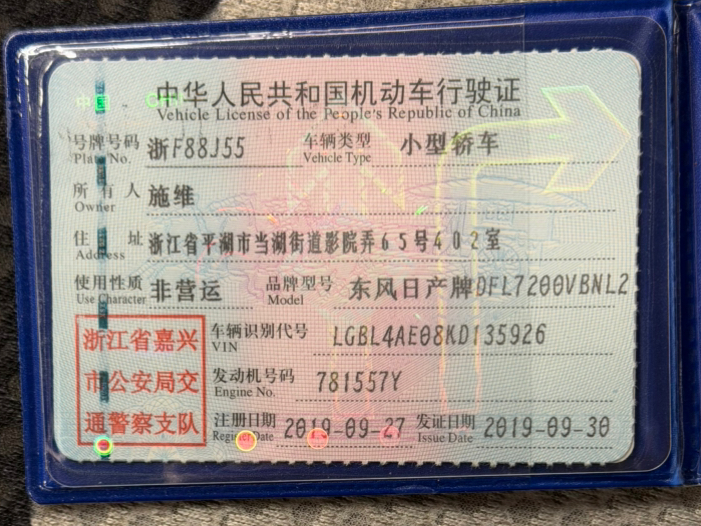 中华人民共和国机动车行驶证
Vehicle License of the People's Republic of China
号牌号码 浙F88J55 车辆类型 小型轿车
Plate No. Vehicle Type
所有人 施维
Owner
住址 浙江省平湖市当湖街道影院弄65号402室
Address
使用性质 非营运 品牌型号 东风日产牌DFL7200VBNL2
Use Character Model
浙江省嘉兴
市公安局交
通警察支队
车辆识别代号 LGBL4AE08KD135926
VIN
发动机号码 781557Y
Engine No.
注册日期 2019-09-27 发证日期 2019-09-30
Register Date Issue Date